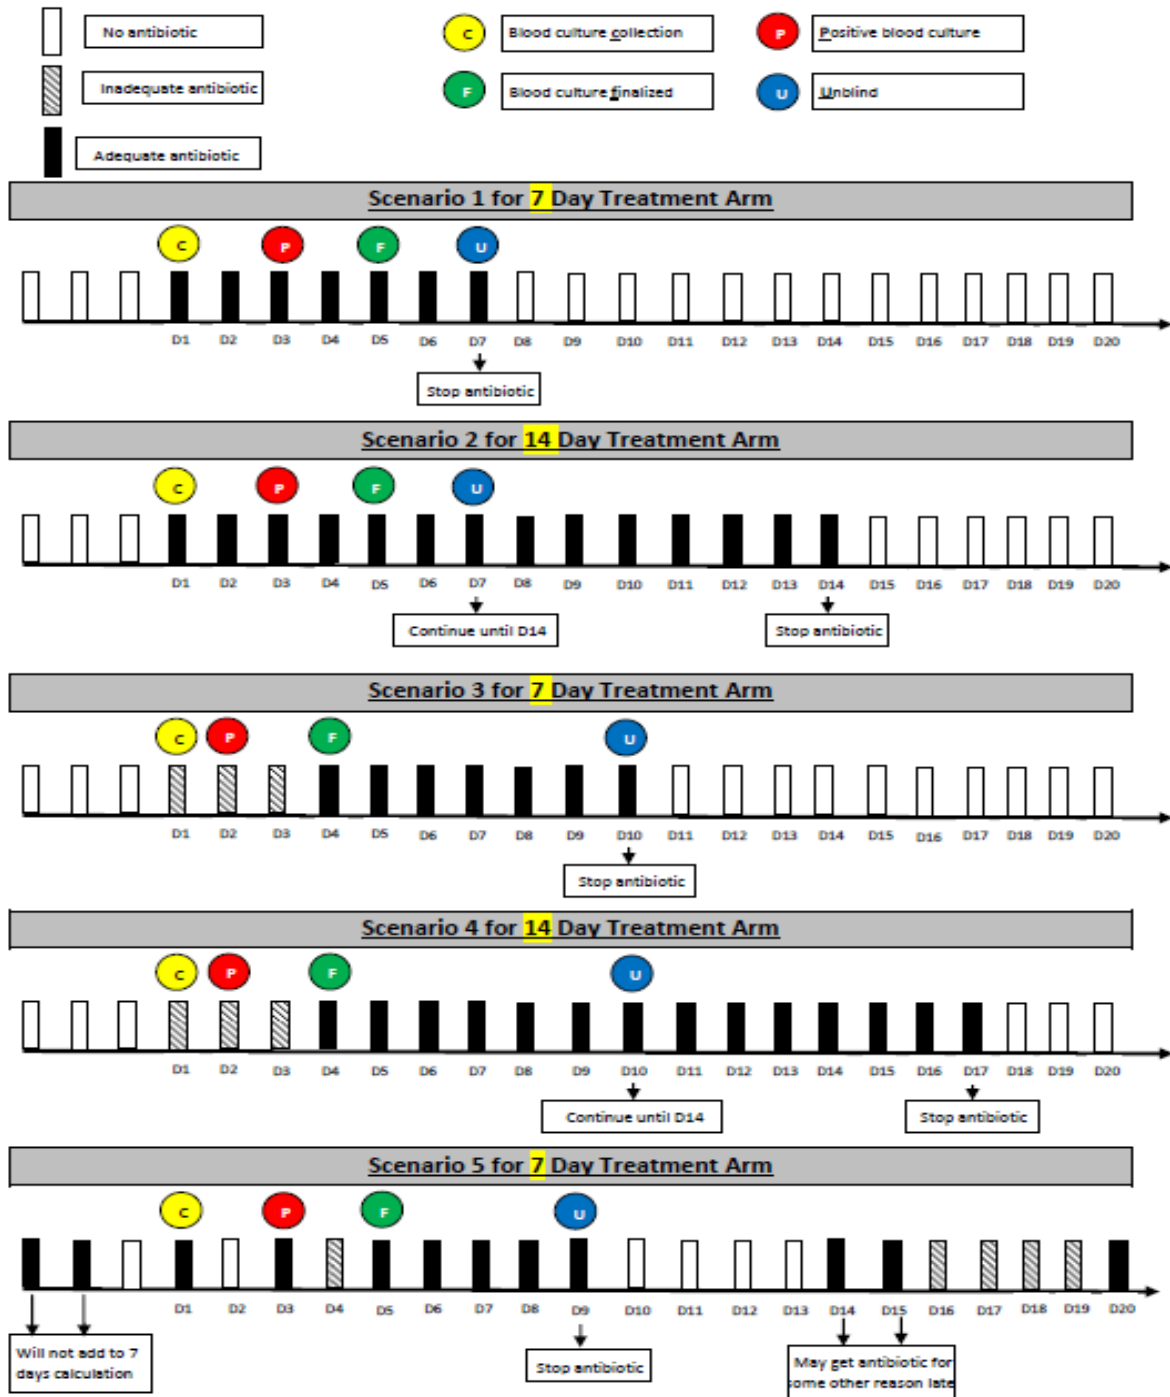 No antibiotic
C
Blood culture collection
P
Positive blood culture
Inadequate antibiotic
F
Blood culture finalized
U
Unblind
Adequate antibiotic
Scenario 1 for 7 Day Treatment Arm
C P F U
D1 D2 D3 D4 D5 D6 D7 D8 D9 D10 D11 D12 D13 D14 D15 D16 D17 D18 D19 D20
Stop antibiotic
Scenario 2 for 14 Day Treatment Arm
C P F U
D1 D2 D3 D4 D5 D6 D7 D8 D9 D10 D11 D12 D13 D14 D15 D16 D17 D18 D19 D20
Continue until D14 Stop antibiotic
Scenario 3 for 7 Day Treatment Arm
C P F U
D1 D2 D3 D4 D5 D6 D7 D8 D9 D10 D11 D12 D13 D14 D15 D16 D17 D18 D19 D20
Stop antibiotic
Scenario 4 for 14 Day Treatment Arm
C P F U
D1 D2 D3 D4 D5 D6 D7 D8 D9 D10 D11 D12 D13 D14 D15 D16 D17 D18 D19 D20
Continue until D14 Stop antibiotic
Scenario 5 for 7 Day Treatment Arm
C P F U
D1 D2 D3 D4 D5 D6 D7 D8 D9 D10 D11 D12 D13 D14 D15 D16 D17 D18 D19 D20
Will not add to 7
days calculation
Stop antibiotic
May get antibiotic for
some other reason late